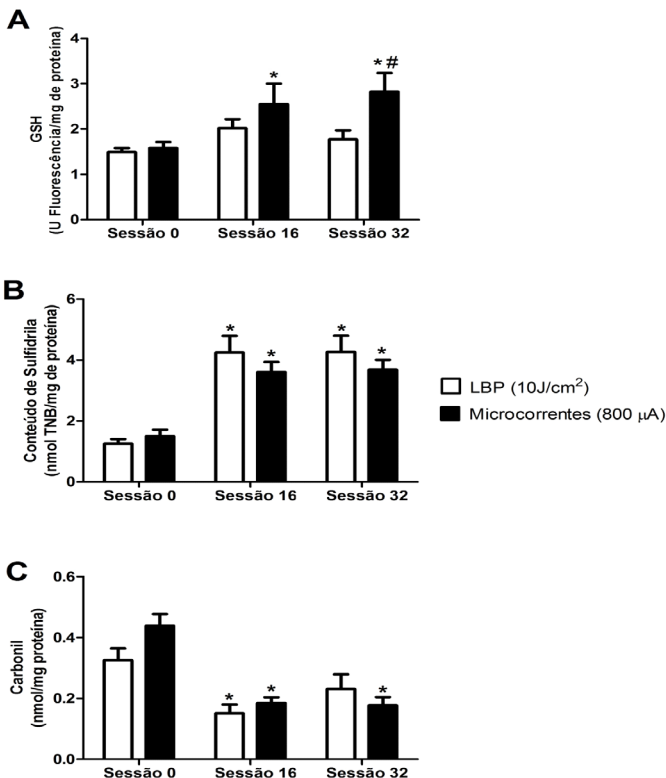 A
GSH
(U Fluorescência/mg de proteína)
4
3
2
1
0
* * #
Sessão 0 Sessão 16 Sessão 32
B
Conteúdo de Sulfidrila
(nmol TNB/mg de proteína)
6
4
2
0
* * * *
Sessão 0 Sessão 16 Sessão 32
LBP (10J/cm²)
Microcorrentes (800 μA)
C
Carbonil
(nmol/mg proteína)
0.6
0.4
0.2
0.0
* * *
Sessão 0 Sessão 16 Sessão 32